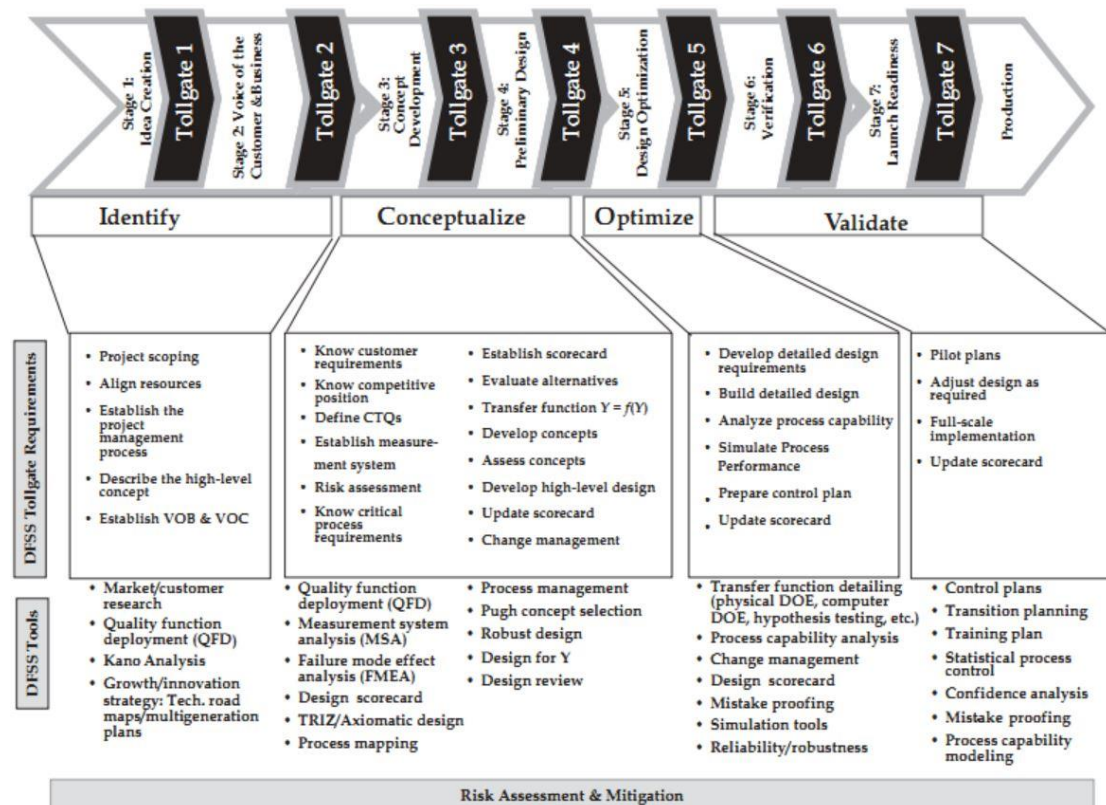 Stage 1:
Idea Creation
Tollgate 1
Stage 2: Voice of the
Customer &Business
Tollgate 2
Stage 3:
Concept
Development
Tollgate 3
Stage 4:
Preliminary Design
Tollgate 4
Stage 5:
Design Optimization
Tollgate 5
Stage 6:
Verification
Tollgate 6
Stage 7:
Launch Readiness
Tollgate 7
Production
Identify
Conceptualize
Optimize
Validate
DFSS Tollgate Requirements
• Project scoping
• Align resources
• Establish the
project
management
process
• Describe the high-level
concept
• Establish VOB & VOC
• Know customer
requirements
• Know competitive
position
• Define CTQs
• Establish measure-
ment system
• Risk assessment
• Know critical
process
requirements
• Establish scorecard
• Evaluate alternatives
• Transfer function Y = f(Y)
• Develop concepts
• Assess concepts
• Develop high-level design
• Update scorecard
• Change management
• Develop detailed design
requirements
• Build detailed design
• Analyze process capability
• Simulate Process
Performance
• Prepare control plan
• Update scorecard
• Pilot plans
• Adjust design as
required
• Full-scale
implementation
• Update scorecard
DFSS Tools
• Market/customer
research
• Quality function
deployment (QFD)
• Kano Analysis
• Growth/innovation
strategy: Tech. road
maps/multigeneration
plans
• Quality function
deployment (QFD)
• Measurement system
analysis (MSA)
• Failure mode effect
analysis (FMEA)
• Design scorecard
• TRIZ/Axiomatic design
• Process mapping
• Process management
• Pugh concept selection
• Robust design
• Design for Y
• Design review
• Transfer function detailing
(physical DOE, computer
DOE, hypothesis testing, etc.)
• Process capability analysis
• Change management
• Design scorecard
• Mistake proofing
• Simulation tools
• Reliability/robustness
• Control plans
• Transition planning
• Training plan
• Statistical process
control
• Confidence analysis
• Mistake proofing
• Process capability
modeling
Risk Assessment & Mitigation